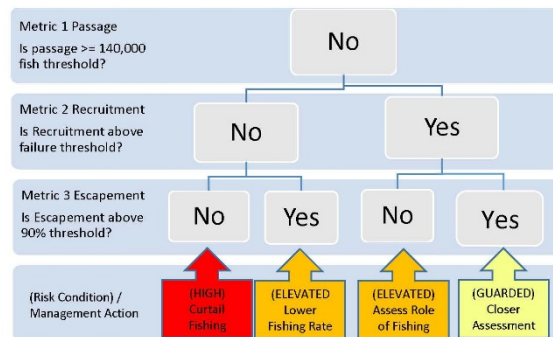 Metric 1 Passage
Is passage >= 140,000
fish threshold?
No
Metric 2 Recruitment
Is Recruitment above
failure threshold?
No
Yes
Metric 3 Escapement
Is Escapement above
90% threshold?
No
Yes
No
Yes
(Risk Condition) /
Management Action
(HIGH)
Curtail
Fishing
(ELEVATED
Lower
Fishing Rate
(ELEVATED)
Assess Role
of Fishing
(GUARDED)
Closer
Assessment